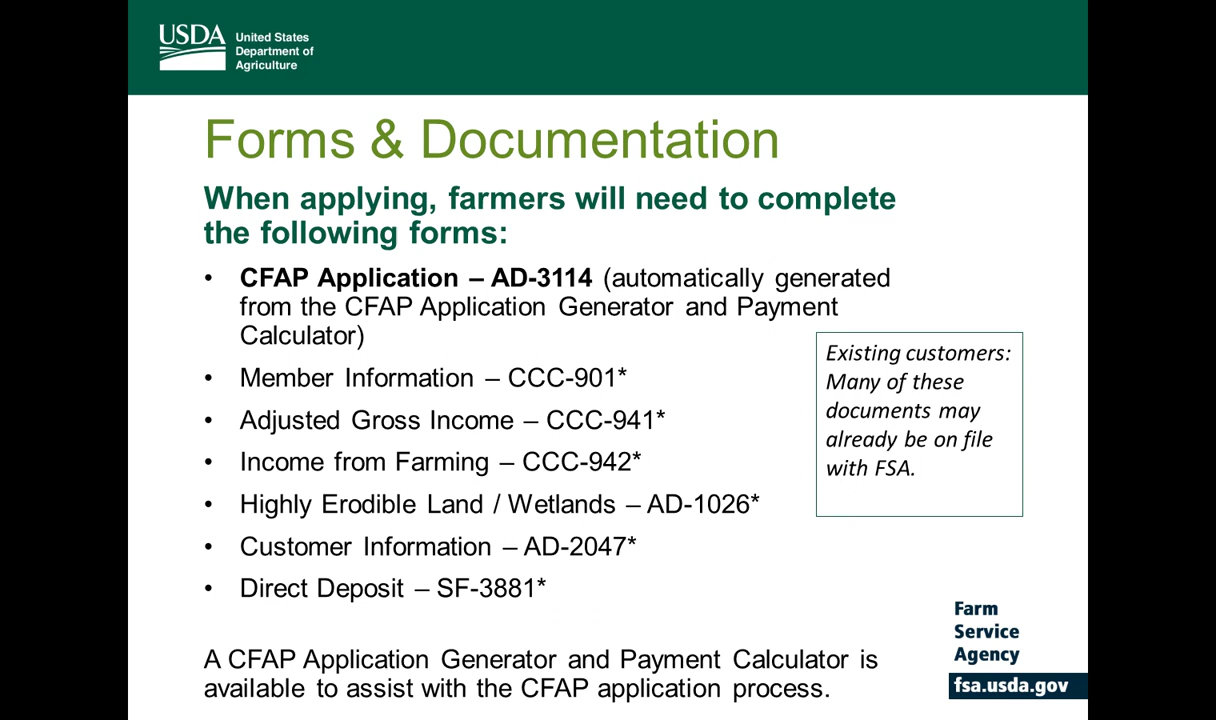 USDA
United States
Department of
Agriculture
Forms & Documentation
When applying, farmers will need to complete
the following forms:
• CFAP Application – AD-3114 (automatically generated
from the CFAP Application Generator and Payment
Calculator)
• Member Information – CCC-901*
• Adjusted Gross Income – CCC-941*
• Income from Farming – CCC-942*
• Highly Erodible Land / Wetlands – AD-1026*
• Customer Information – AD-2047*
• Direct Deposit – SF-3881*
Existing customers:
Many of these
documents may
already be on file
with FSA.
A CFAP Application Generator and Payment Calculator is
available to assist with the CFAP application process.
Farm
Service
Agency
fsa.usda.gov